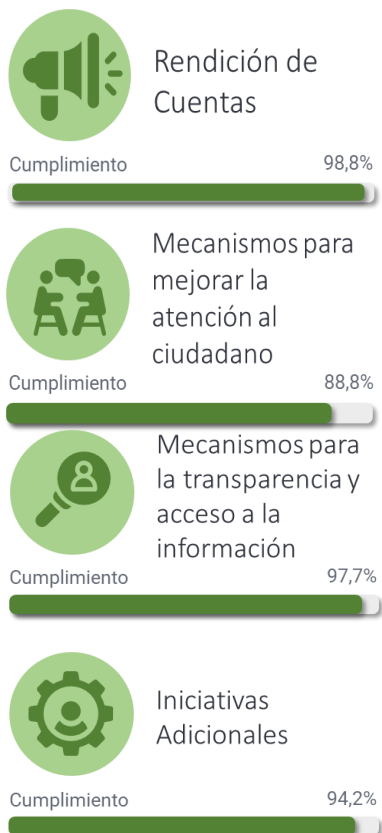 Rendición de
Cuentas
Cumplimiento 98,8%
Mecanismos para
mejorar la
atención al
ciudadano
Cumplimiento 88,8%
Mecanismos para
la transparencia y
acceso a la
información
Cumplimiento 97,7%
Iniciativas
Adicionales
Cumplimiento 94,2%